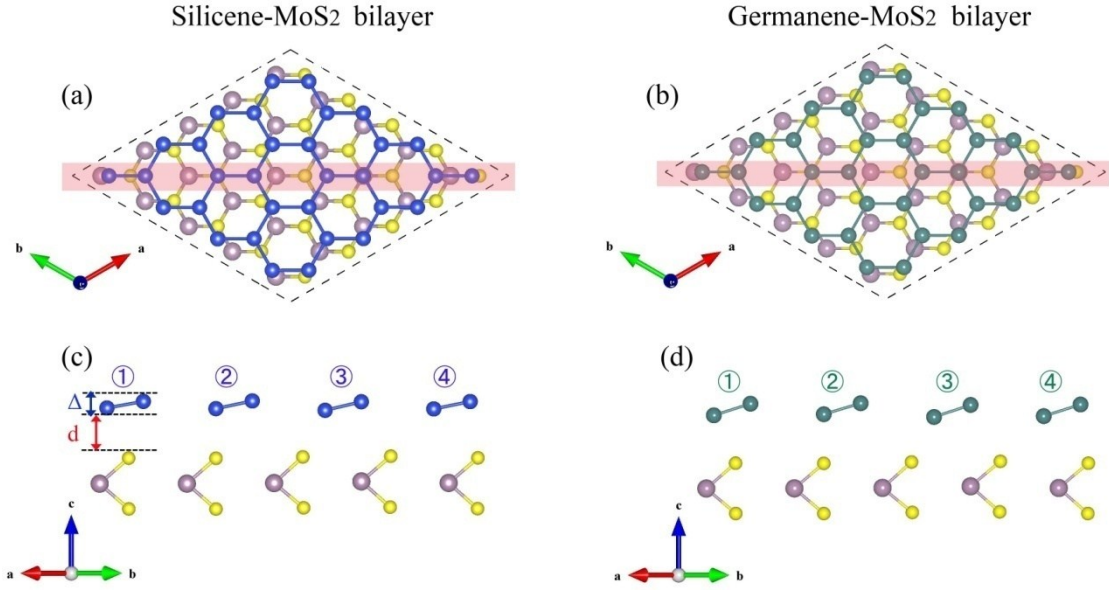 Silicene-MoS2 bilayer
Germanene-MoS2 bilayer
(a)
(b)
b
a
b
a
(c)
(d)
① ② ③ ④
① ② ③ ④
Δ
d
c
a
b
c
a
b